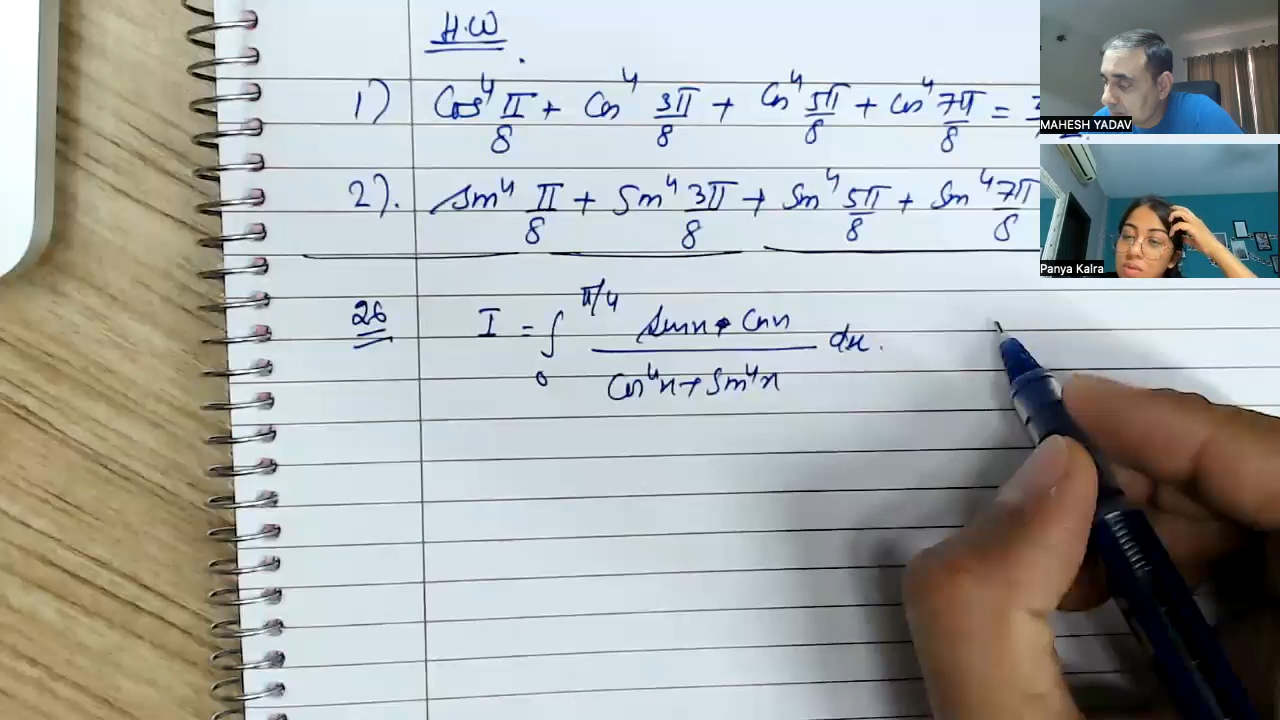 H.W.
1) Cos⁴ π/8 + Cos⁴ 3π/8 + Cos⁴ 5π/8 + Cos⁴ 7π/8 =
2). Sin⁴ π/8 + Sin⁴ 3π/8 + Sin⁴ 5π/8 + Sin⁴ 7π/8
26 I = ∫₀^π/4 Sinx · Cosx / Cos⁴x + Sin⁴x dx.
MAHESH YADAV
Panya Kalra